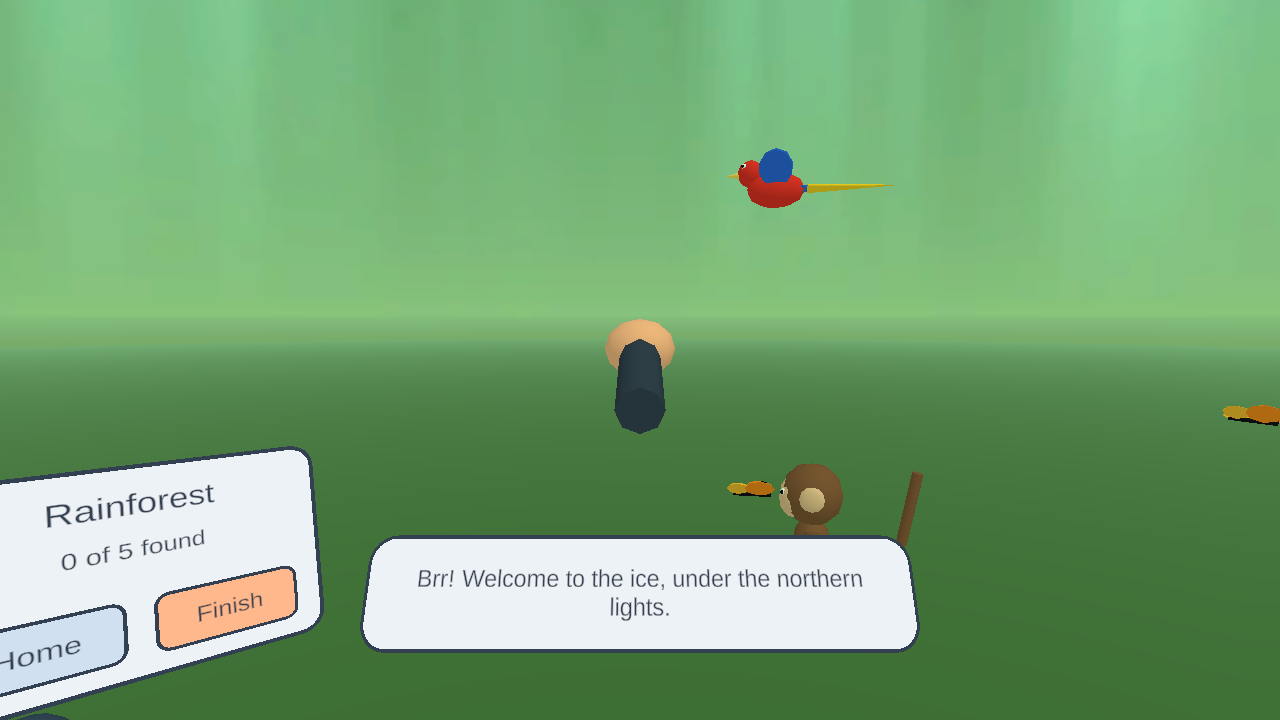 Rainforest
0 of 5 found
Home
Finish
Brr! Welcome to the ice, under the northern
lights.